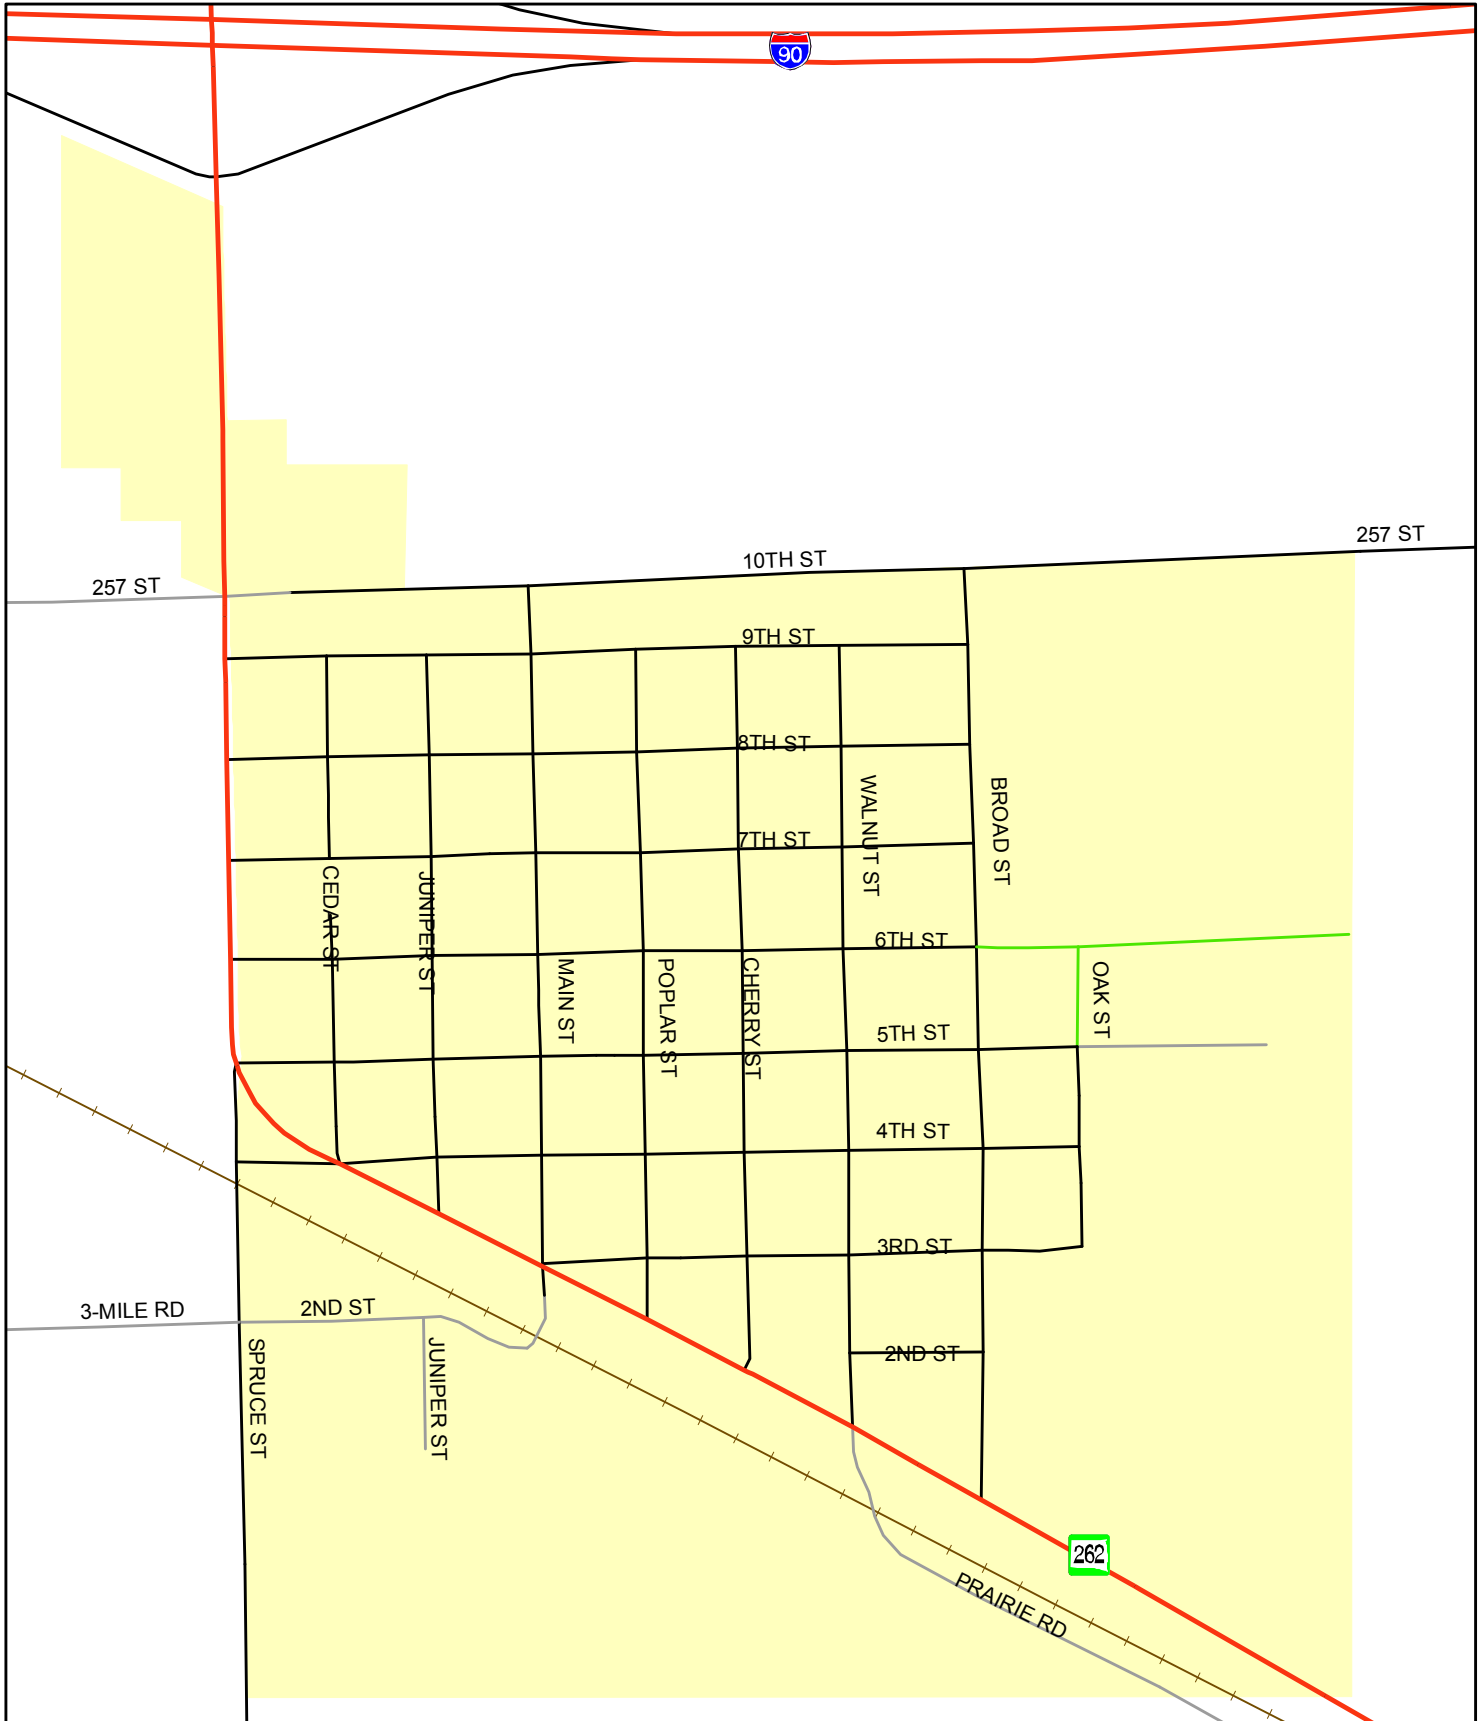 90
257 ST
10TH ST
257 ST
9TH ST
8TH ST
WALNUT ST
BROAD ST
7TH ST
CEDAR ST
JUNIPER ST
6TH ST
MAIN ST
POPLAR ST
CHERRY ST
OAK ST
5TH ST
4TH ST
3RD ST
3-MILE RD
2ND ST
SPRUCE ST
JUNIPER ST
2ND ST
262
PRAIRIE RD